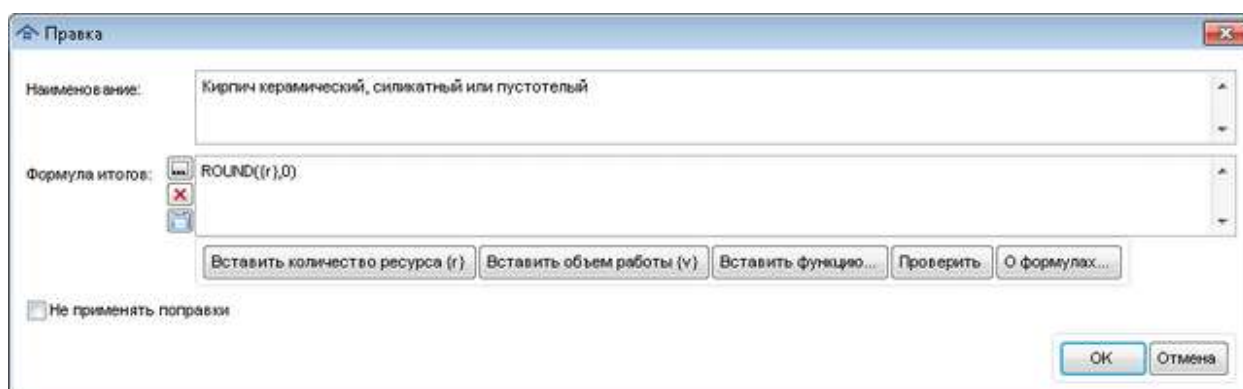 Правка
Наименование:
Кирпич керамический, силикатный или пустотелый
Формула итогов:
ROUND({r},0)
Вставить количество ресурса {r} Вставить объем работы {v} Вставить функцию... Проверить О формулах...
Не применять поправки
OK Отмена